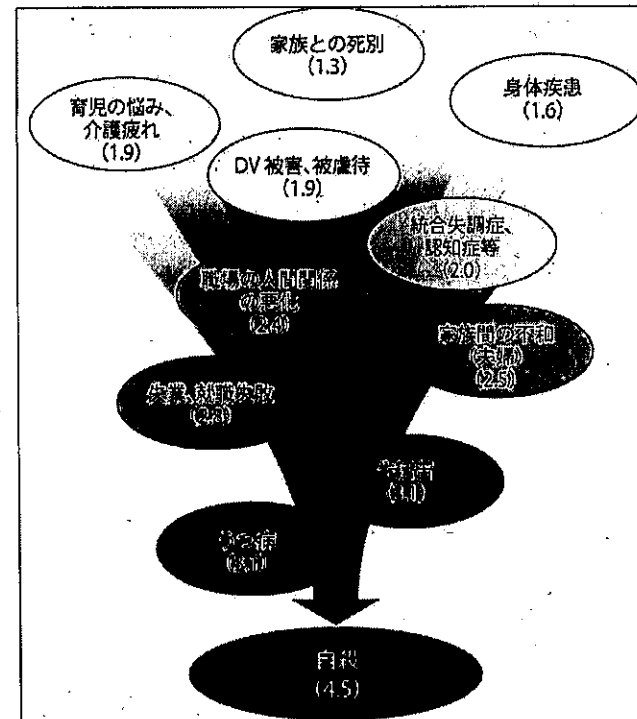 家族との死別
(1.3)
身体疾患
(1.6)
育児の悩み、
介護疲れ
(1.9)
DV 被害、被虐待
(1.9)
統合失調症、
認知症等
(2.0)
職場の人間関係
の悪化
(2.4)
家族間の不和
(2.5)
失業、就職失敗
(3.1)
うつ病
自殺
(4.5)